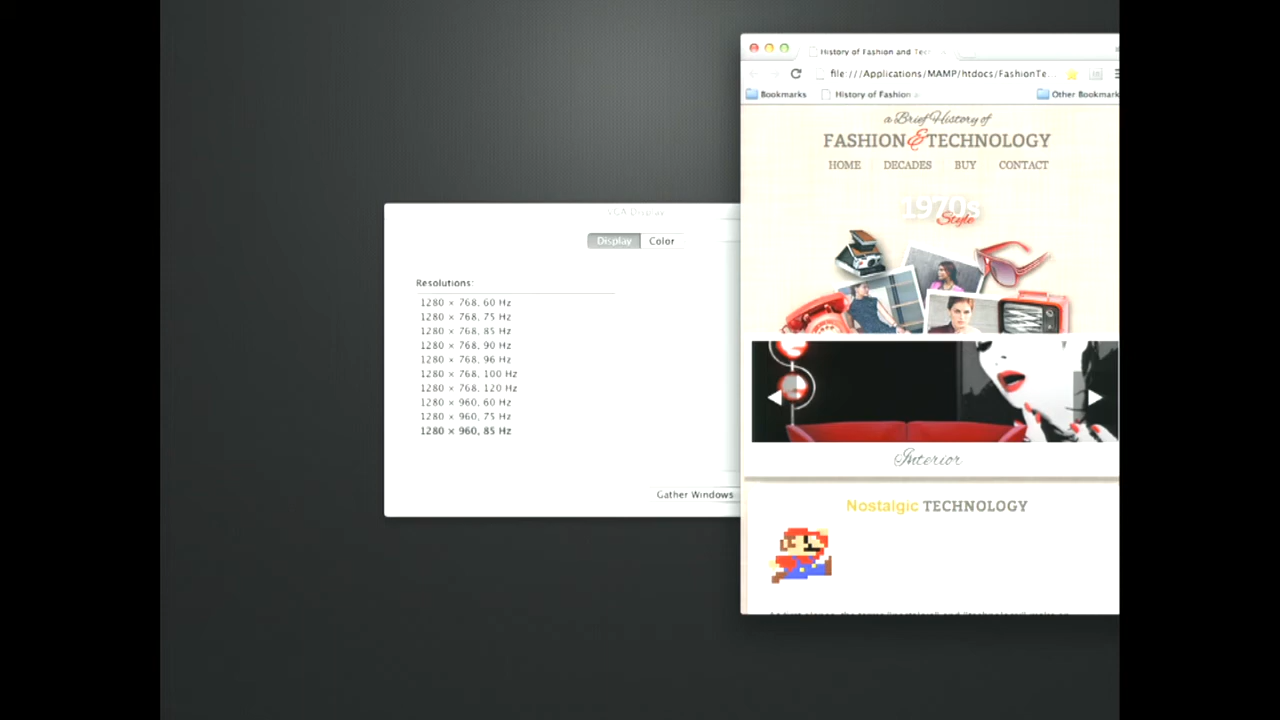 VGA Display
Display Color
Resolutions:
1280 × 768, 60 Hz
1280 × 768, 75 Hz
1280 × 768, 85 Hz
1280 × 768, 90 Hz
1280 × 768, 96 Hz
1280 × 768, 100 Hz
1280 × 768, 120 Hz
1280 × 960, 60 Hz
1280 × 960, 75 Hz
1280 × 960, 85 Hz
Gather Windows
History of Fashion and Tec
file:///Applications/MAMP/htdocs/FashionTe...
Bookmarks History of Fashion a Other Bookmark
a Brief History of
FASHION & TECHNOLOGY
HOME DECADES BUY CONTACT
1970s
Style
Interior
Nostalgic TECHNOLOGY